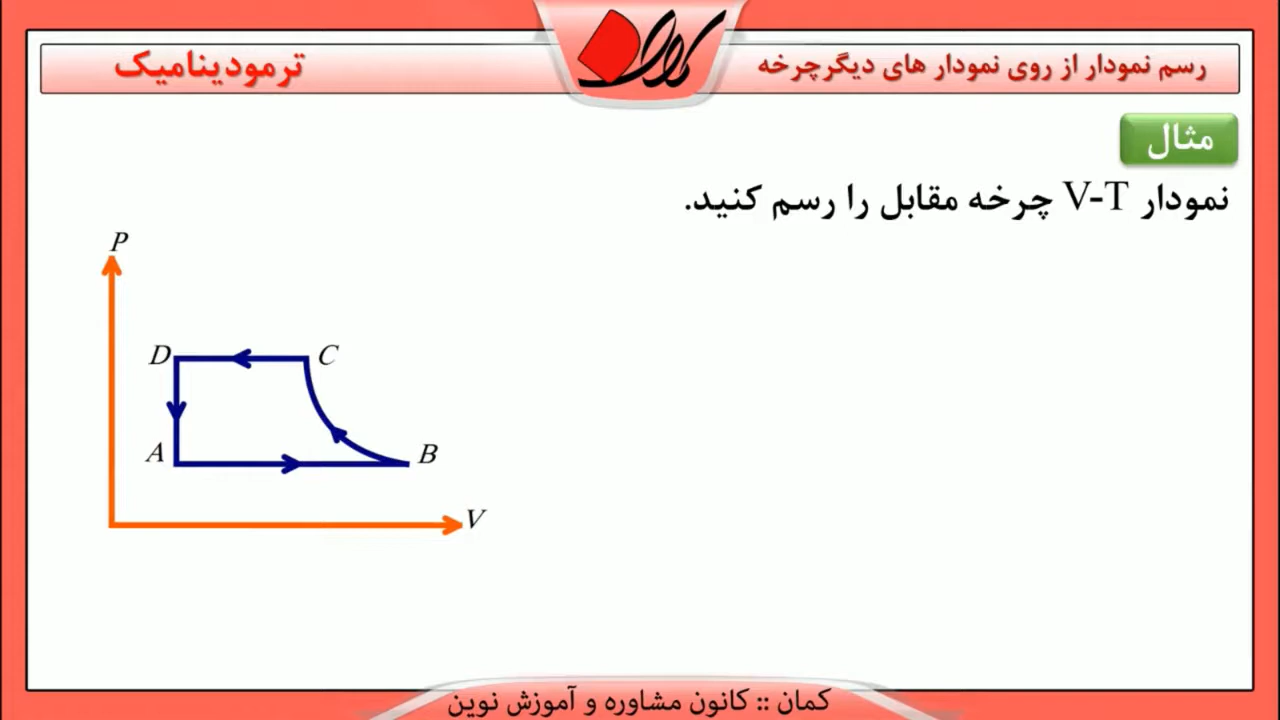 رسم نمودار از روی نمودار های دیگرچرخه
ترمودینامیک
مثال
نمودار V-T چرخه مقابل را رسم کنید.
P
D
C
A
B
V
کمان :: کانون مشاوره و آموزش نوین